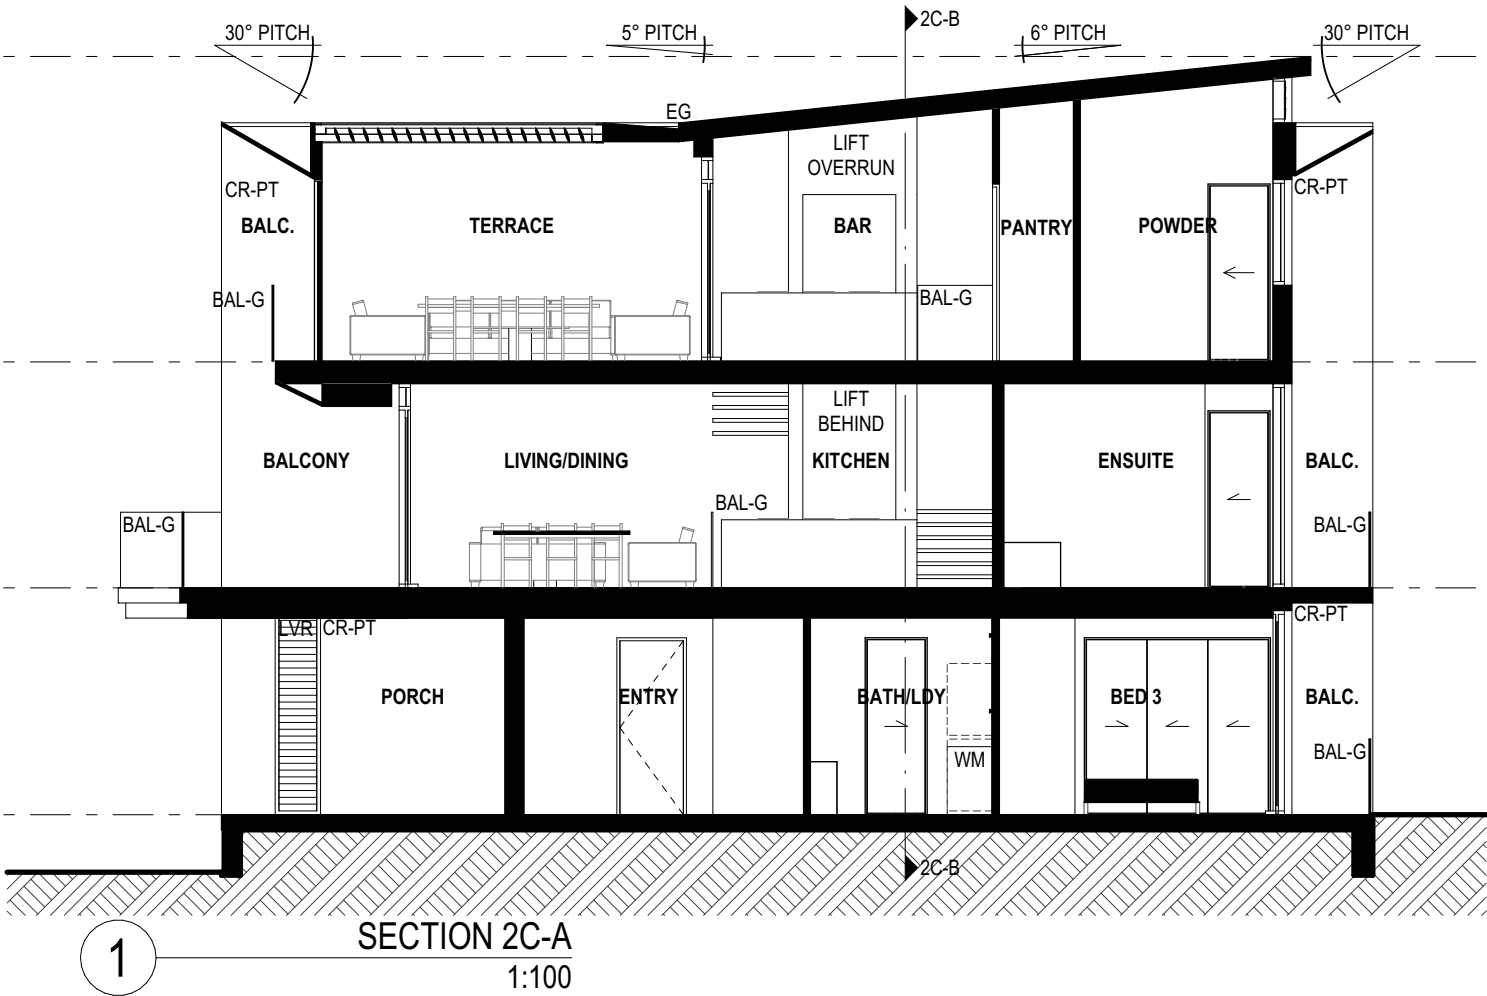 2C-B
30° PITCH
5° PITCH
6° PITCH
30° PITCH
EG
LIFT
OVERRUN
CR-PT
CR-PT
BALC.
TERRACE
BAR
PANTRY
POWDER
BAL-G
BAL-G
LIFT
BEHIND
BALCONY
LIVING/DINING
KITCHEN
ENSUITE
BALC.
BAL-G
BAL-G
BAL-G
LVR
CR-PT
CR-PT
PORCH
ENTRY
BATH/LDY
BED 3
BALC.
WM
BAL-G
2C-B
1
SECTION 2C-A
1:100